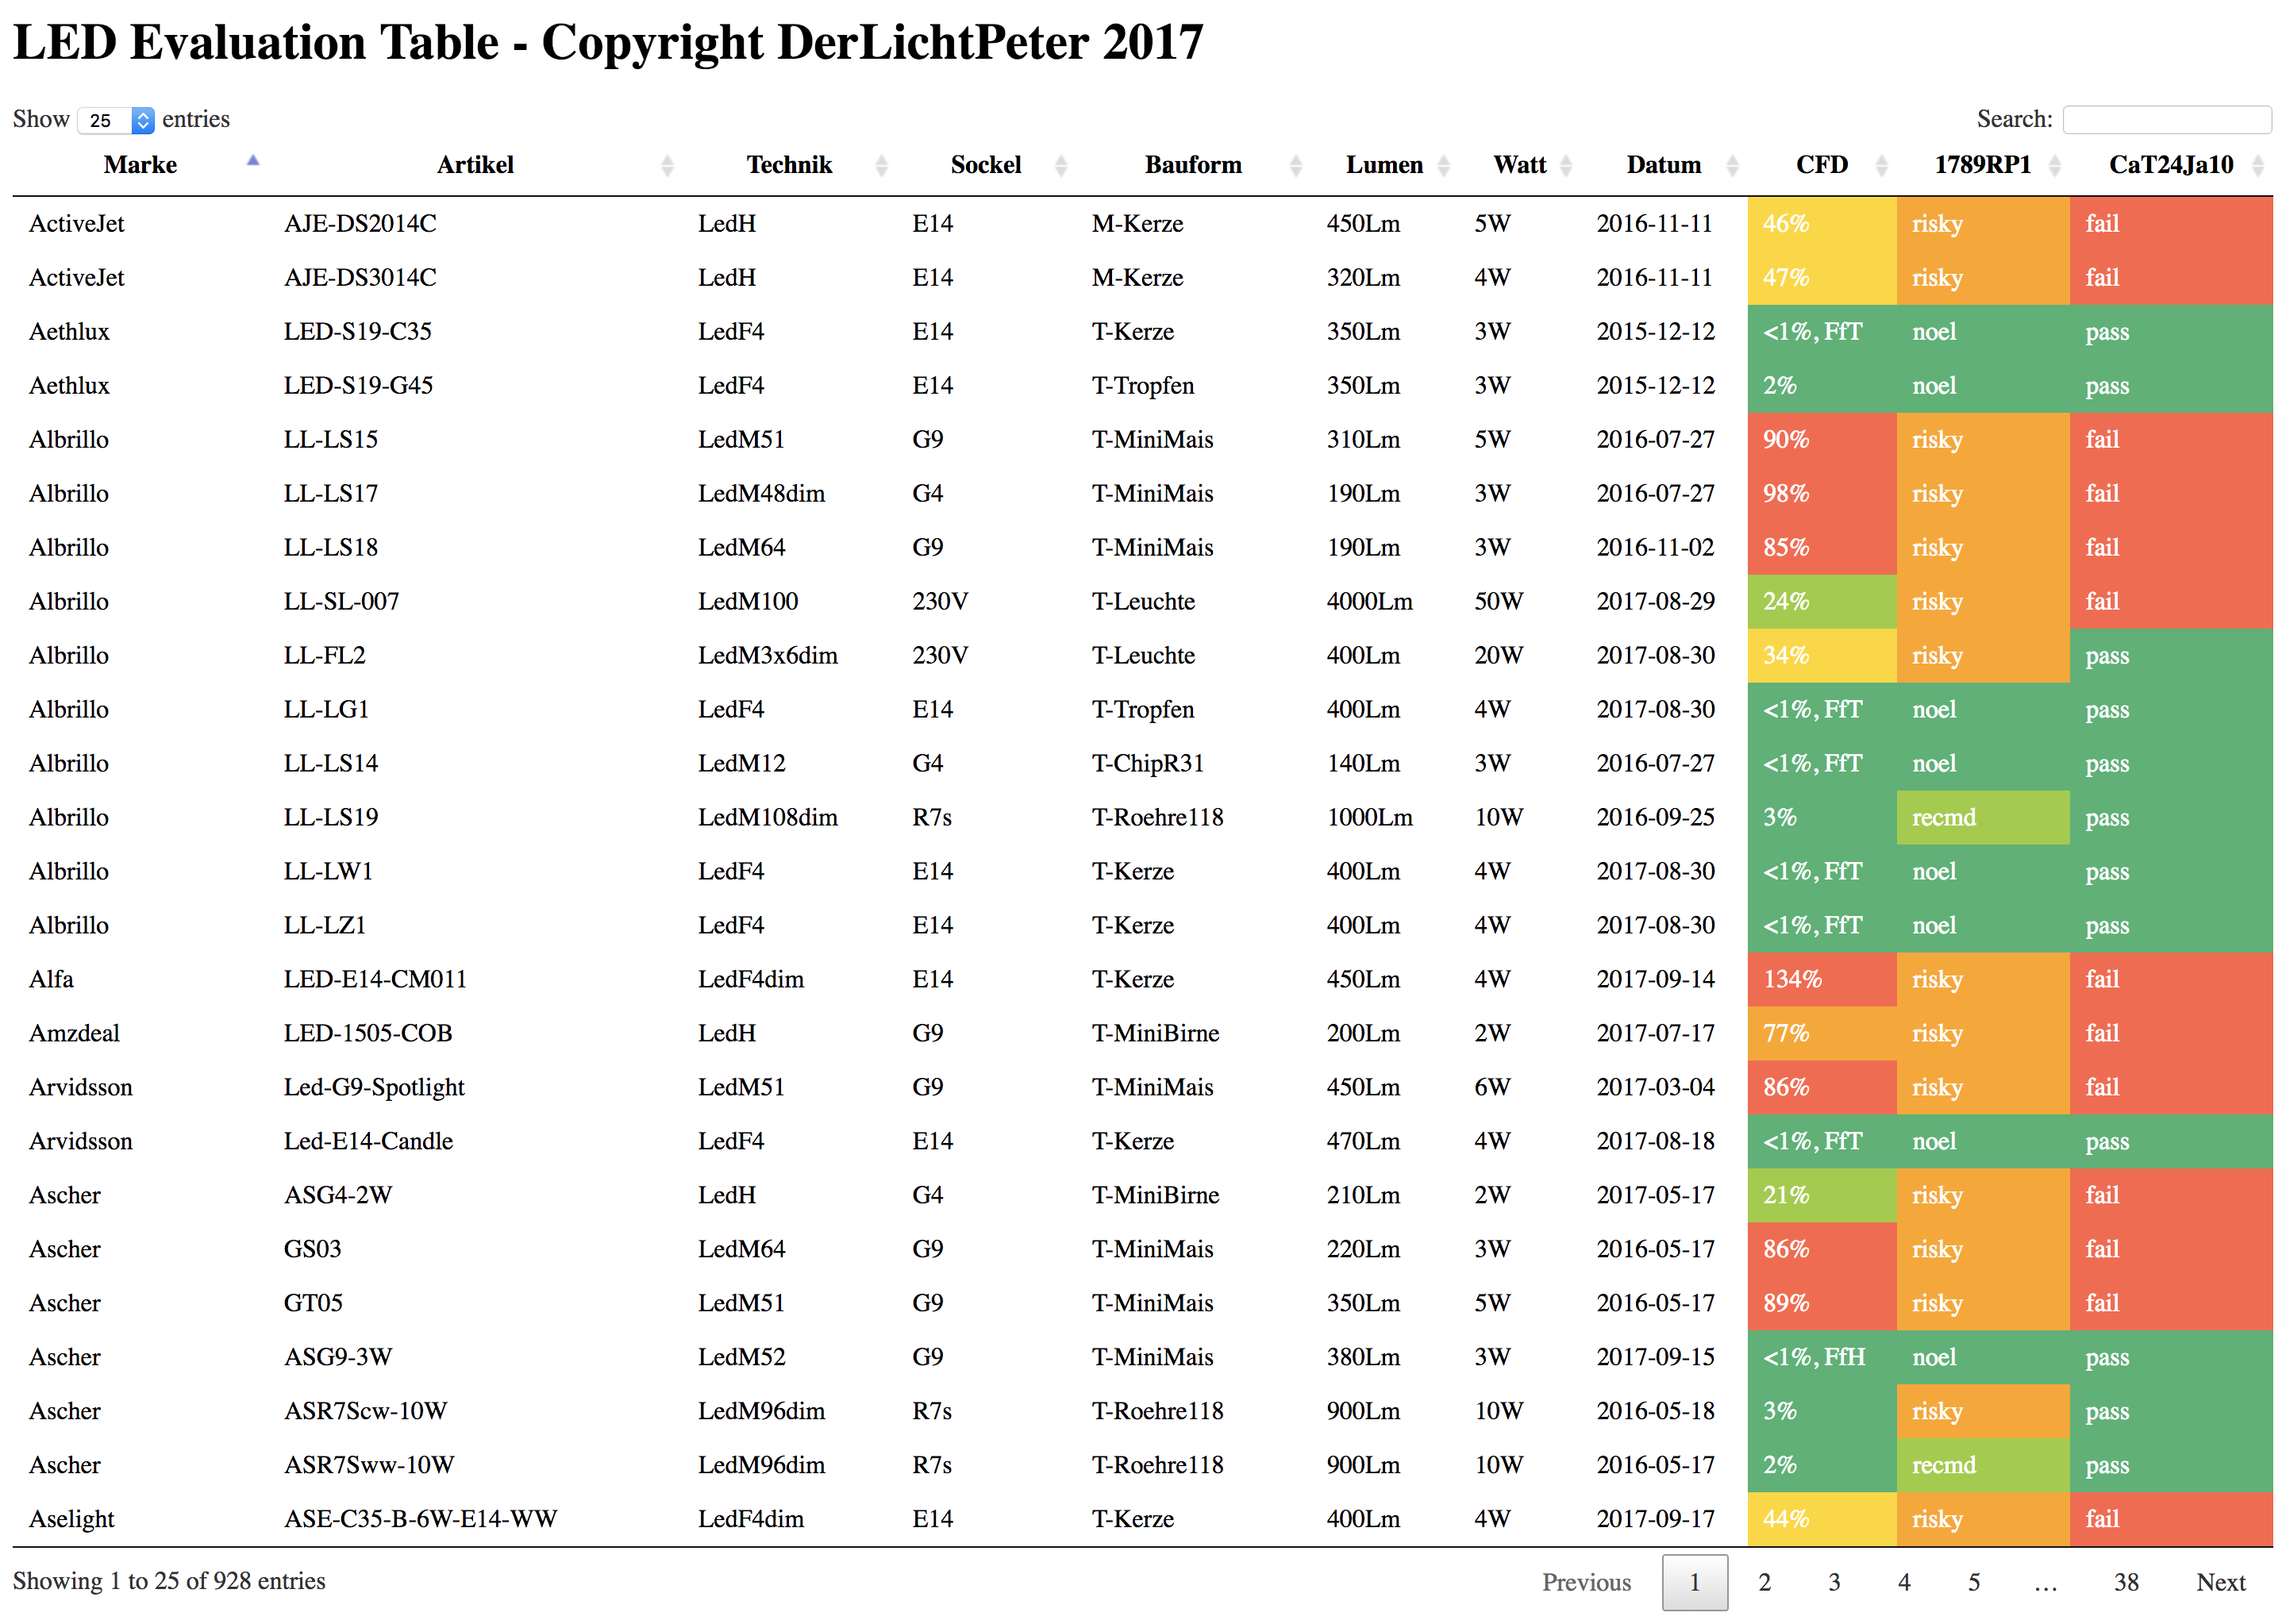 LED Evaluation Table - Copyright DerLichtPeter 2017
Show 25 entries Search:
Marke Artikel Technik Sockel Bauform Lumen Watt Datum CFD 1789RP1 CaT24Ja10
ActiveJet AJE-DS2014C LedH E14 M-Kerze 450Lm 5W 2016-11-11 46% risky fail
ActiveJet AJE-DS3014C LedH E14 M-Kerze 320Lm 4W 2016-11-11 47% risky fail
Aethlux LED-S19-C35 LedF4 E14 T-Kerze 350Lm 3W 2015-12-12 <1%, FfT noel pass
Aethlux LED-S19-G45 LedF4 E14 T-Tropfen 350Lm 3W 2015-12-12 2% noel pass
Albrillo LL-LS15 LedM51 G9 T-MiniMais 310Lm 5W 2016-07-27 90% risky fail
Albrillo LL-LS17 LedM48dim G4 T-MiniMais 190Lm 3W 2016-07-27 98% risky fail
Albrillo LL-LS18 LedM64 G9 T-MiniMais 190Lm 3W 2016-11-02 85% risky fail
Albrillo LL-SL-007 LedM100 230V T-Leuchte 4000Lm 50W 2017-08-29 24% risky fail
Albrillo LL-FL2 LedM3x6dim 230V T-Leuchte 400Lm 20W 2017-08-30 34% risky pass
Albrillo LL-LG1 LedF4 E14 T-Tropfen 400Lm 4W 2017-08-30 <1%, FfT noel pass
Albrillo LL-LS14 LedM12 G4 T-ChipR31 140Lm 3W 2016-07-27 <1%, FfT noel pass
Albrillo LL-LS19 LedM108dim R7s T-Roehre118 1000Lm 10W 2016-09-25 3% recmd pass
Albrillo LL-LW1 LedF4 E14 T-Kerze 400Lm 4W 2017-08-30 <1%, FfT noel pass
Albrillo LL-LZ1 LedF4 E14 T-Kerze 400Lm 4W 2017-08-30 <1%, FfT noel pass
Alfa LED-E14-CM011 LedF4dim E14 T-Kerze 450Lm 4W 2017-09-14 134% risky fail
Amzdeal LED-1505-COB LedH G9 T-MiniBirne 200Lm 2W 2017-07-17 77% risky fail
Arvidsson Led-G9-Spotlight LedM51 G9 T-MiniMais 450Lm 6W 2017-03-04 86% risky fail
Arvidsson Led-E14-Candle LedF4 E14 T-Kerze 470Lm 4W 2017-08-18 <1%, FfT noel pass
Ascher ASG4-2W LedH G4 T-MiniBirne 210Lm 2W 2017-05-17 21% risky fail
Ascher GS03 LedM64 G9 T-MiniMais 220Lm 3W 2016-05-17 86% risky fail
Ascher GT05 LedM51 G9 T-MiniMais 350Lm 5W 2016-05-17 89% risky fail
Ascher ASG9-3W LedM52 G9 T-MiniMais 380Lm 3W 2017-09-15 <1%, FfH noel pass
Ascher ASR7Scw-10W LedM96dim R7s T-Roehre118 900Lm 10W 2016-05-18 3% risky pass
Ascher ASR7Sww-10W LedM96dim R7s T-Roehre118 900Lm 10W 2016-05-17 2% recmd pass
Aselight ASE-C35-B-6W-E14-WW LedF4dim E14 T-Kerze 400Lm 4W 2017-09-17 44% risky fail
Showing 1 to 25 of 928 entries Previous 1 2 3 4 5 … 38 Next